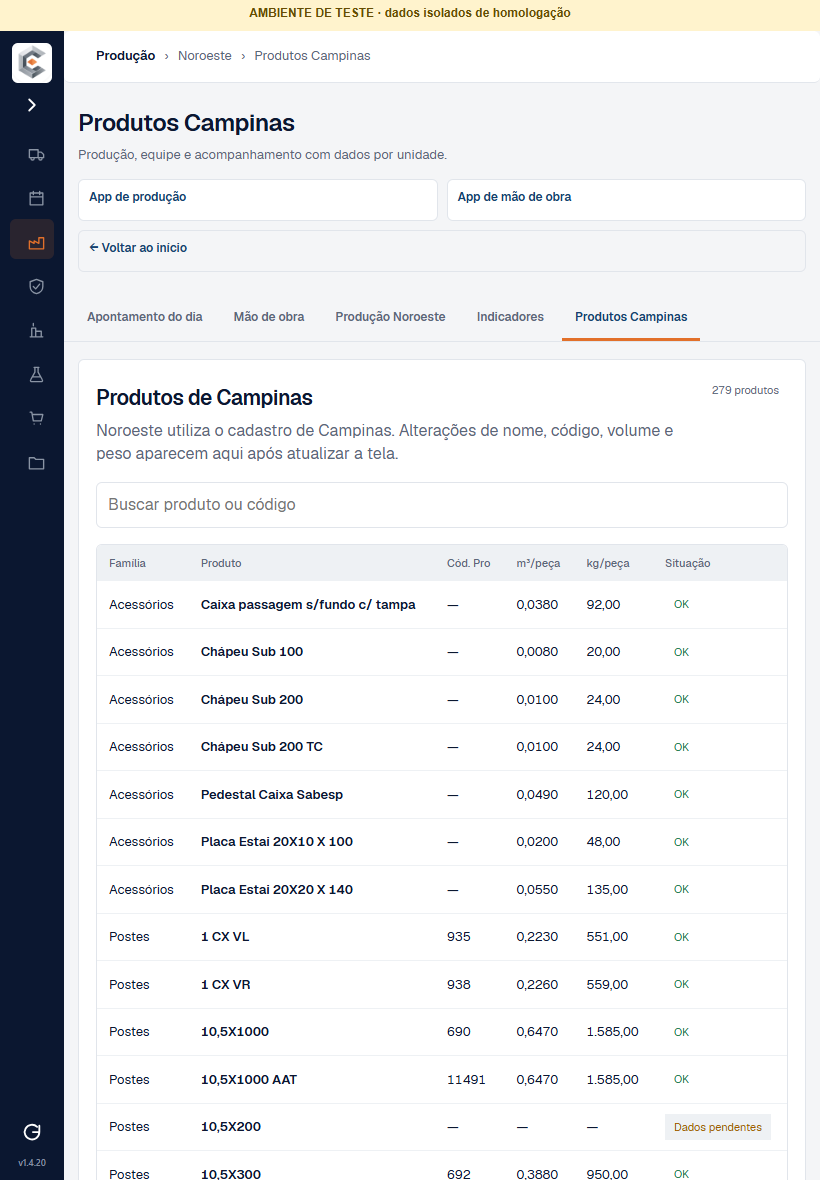 AMBIENTE DE TESTE · dados isolados de homologação
Produção › Noroeste › Produtos Campinas
Produtos Campinas
Produção, equipe e acompanhamento com dados por unidade.
App de produção
App de mão de obra
← Voltar ao início
Apontamento do dia Mão de obra Produção Noroeste Indicadores Produtos Campinas
Produtos de Campinas
279 produtos
Noroeste utiliza o cadastro de Campinas. Alterações de nome, código, volume e
peso aparecem aqui após atualizar a tela.
Buscar produto ou código
Família Produto Cód. Pro m³/peça kg/peça Situação
Acessórios Caixa passagem s/fundo c/ tampa — 0,0380 92,00 OK
Acessórios Chápeu Sub 100 — 0,0080 20,00 OK
Acessórios Chápeu Sub 200 — 0,0100 24,00 OK
Acessórios Chápeu Sub 200 TC — 0,0100 24,00 OK
Acessórios Pedestal Caixa Sabesp — 0,0490 120,00 OK
Acessórios Placa Estai 20X10 X 100 — 0,0200 48,00 OK
Acessórios Placa Estai 20X20 X 140 — 0,0550 135,00 OK
Postes 1 CX VL 935 0,2230 551,00 OK
Postes 1 CX VR 938 0,2260 559,00 OK
Postes 10,5X1000 690 0,6470 1.585,00 OK
Postes 10,5X1000 AAT 11491 0,6470 1.585,00 OK
Postes 10,5X200 — — — Dados pendentes
Postes 10,5X300 692 0,3880 950,00 OK
v1.4.20